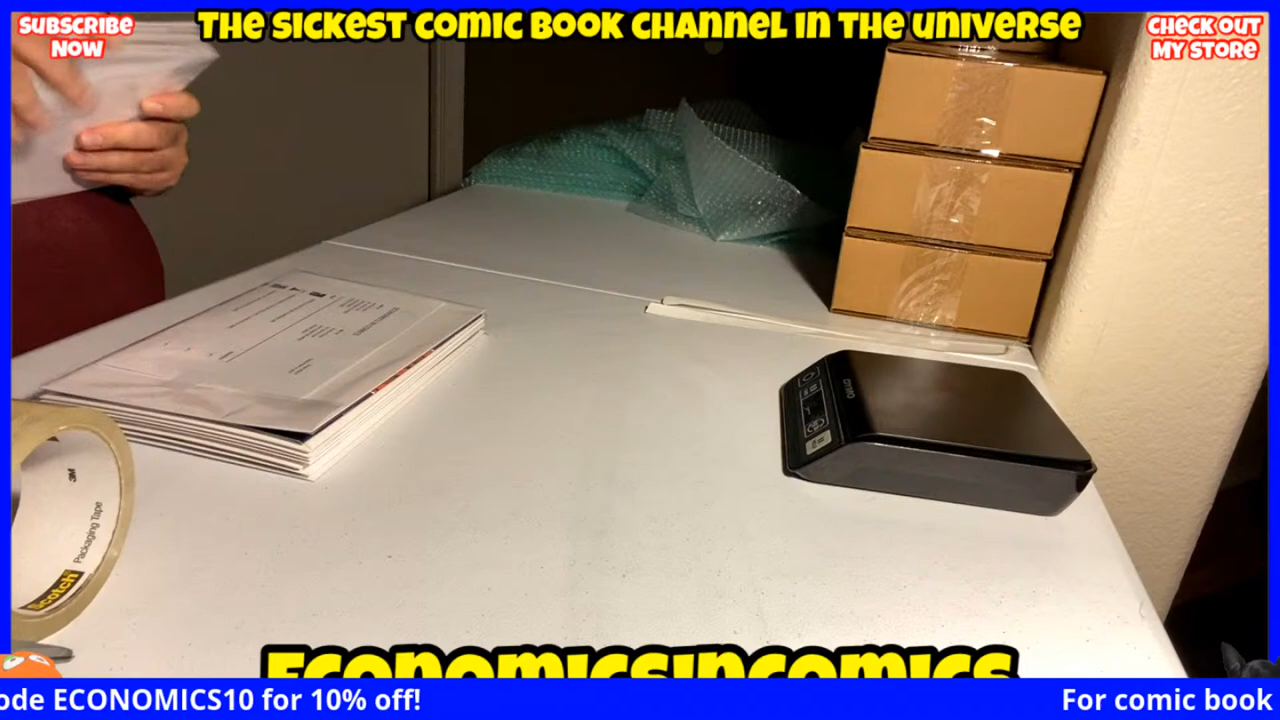 SUBSCRIBE
NOW
THE SICKEST COMIC BOOK CHANNEL IN THE UNIVERSE
CHECK OUT
MY STORE
DYMO
3M
Scotch
Packaging Tape
ECONOMICSINCOMICS
ode ECONOMICS10 for 10% off!
For comic book